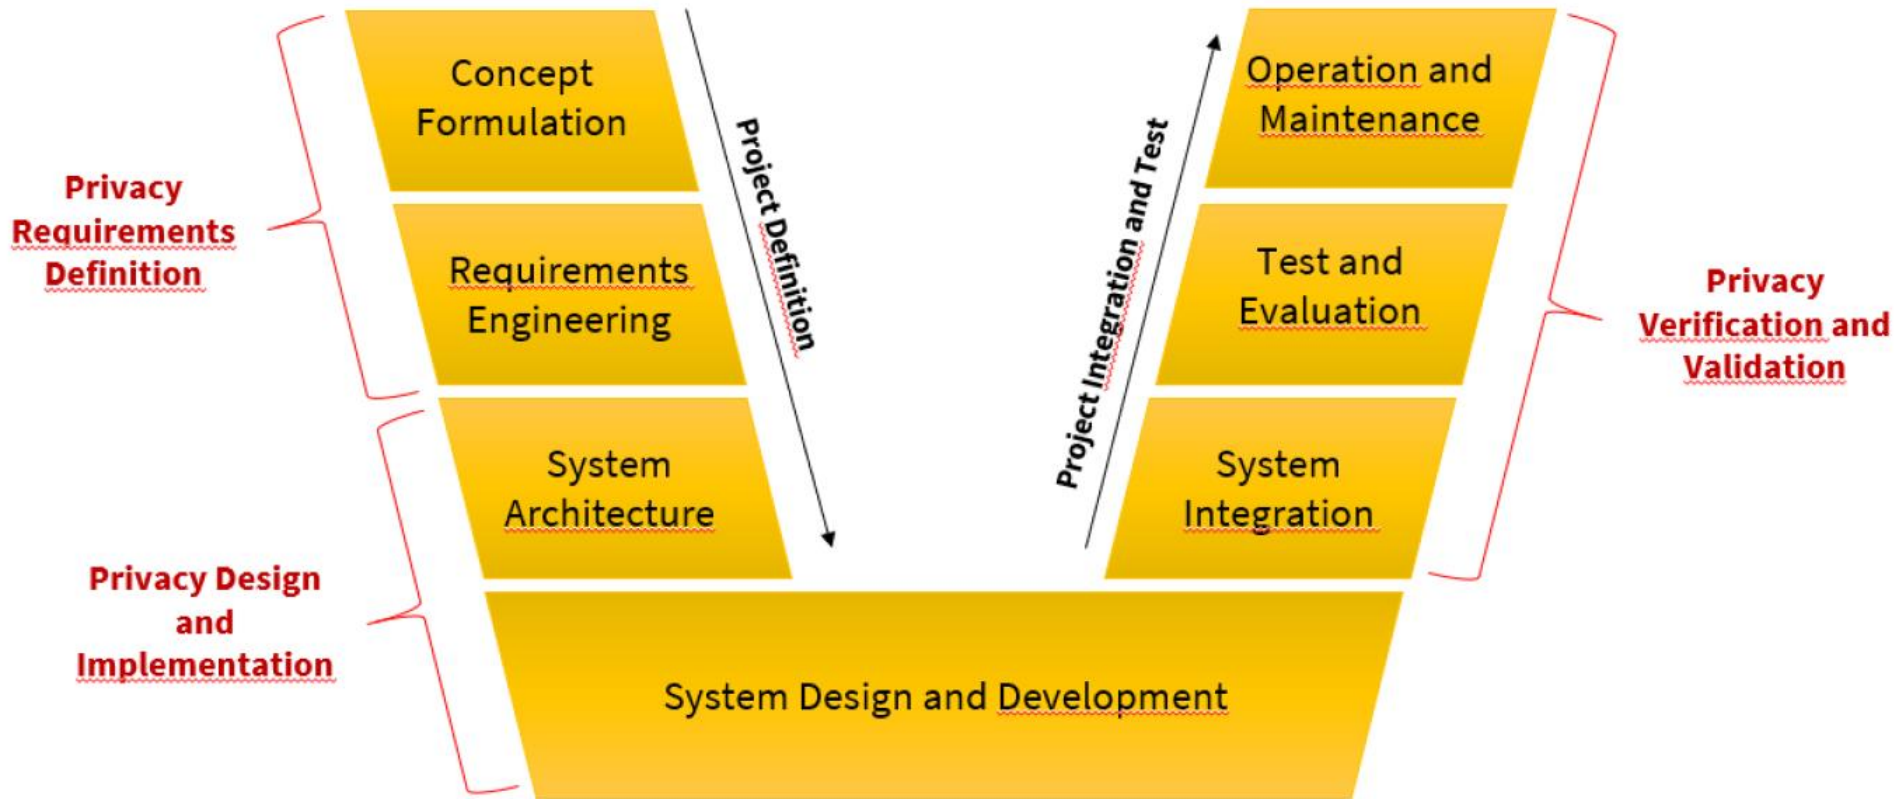 Concept
Formulation
Requirements
Engineering
System
Architecture
System Design and Development
System
Integration
Test and
Evaluation
Operation and
Maintenance
Project Definition
Project Integration and Test
Privacy
Requirements
Definition
Privacy Design
and
Implementation
Privacy
Verification and
Validation